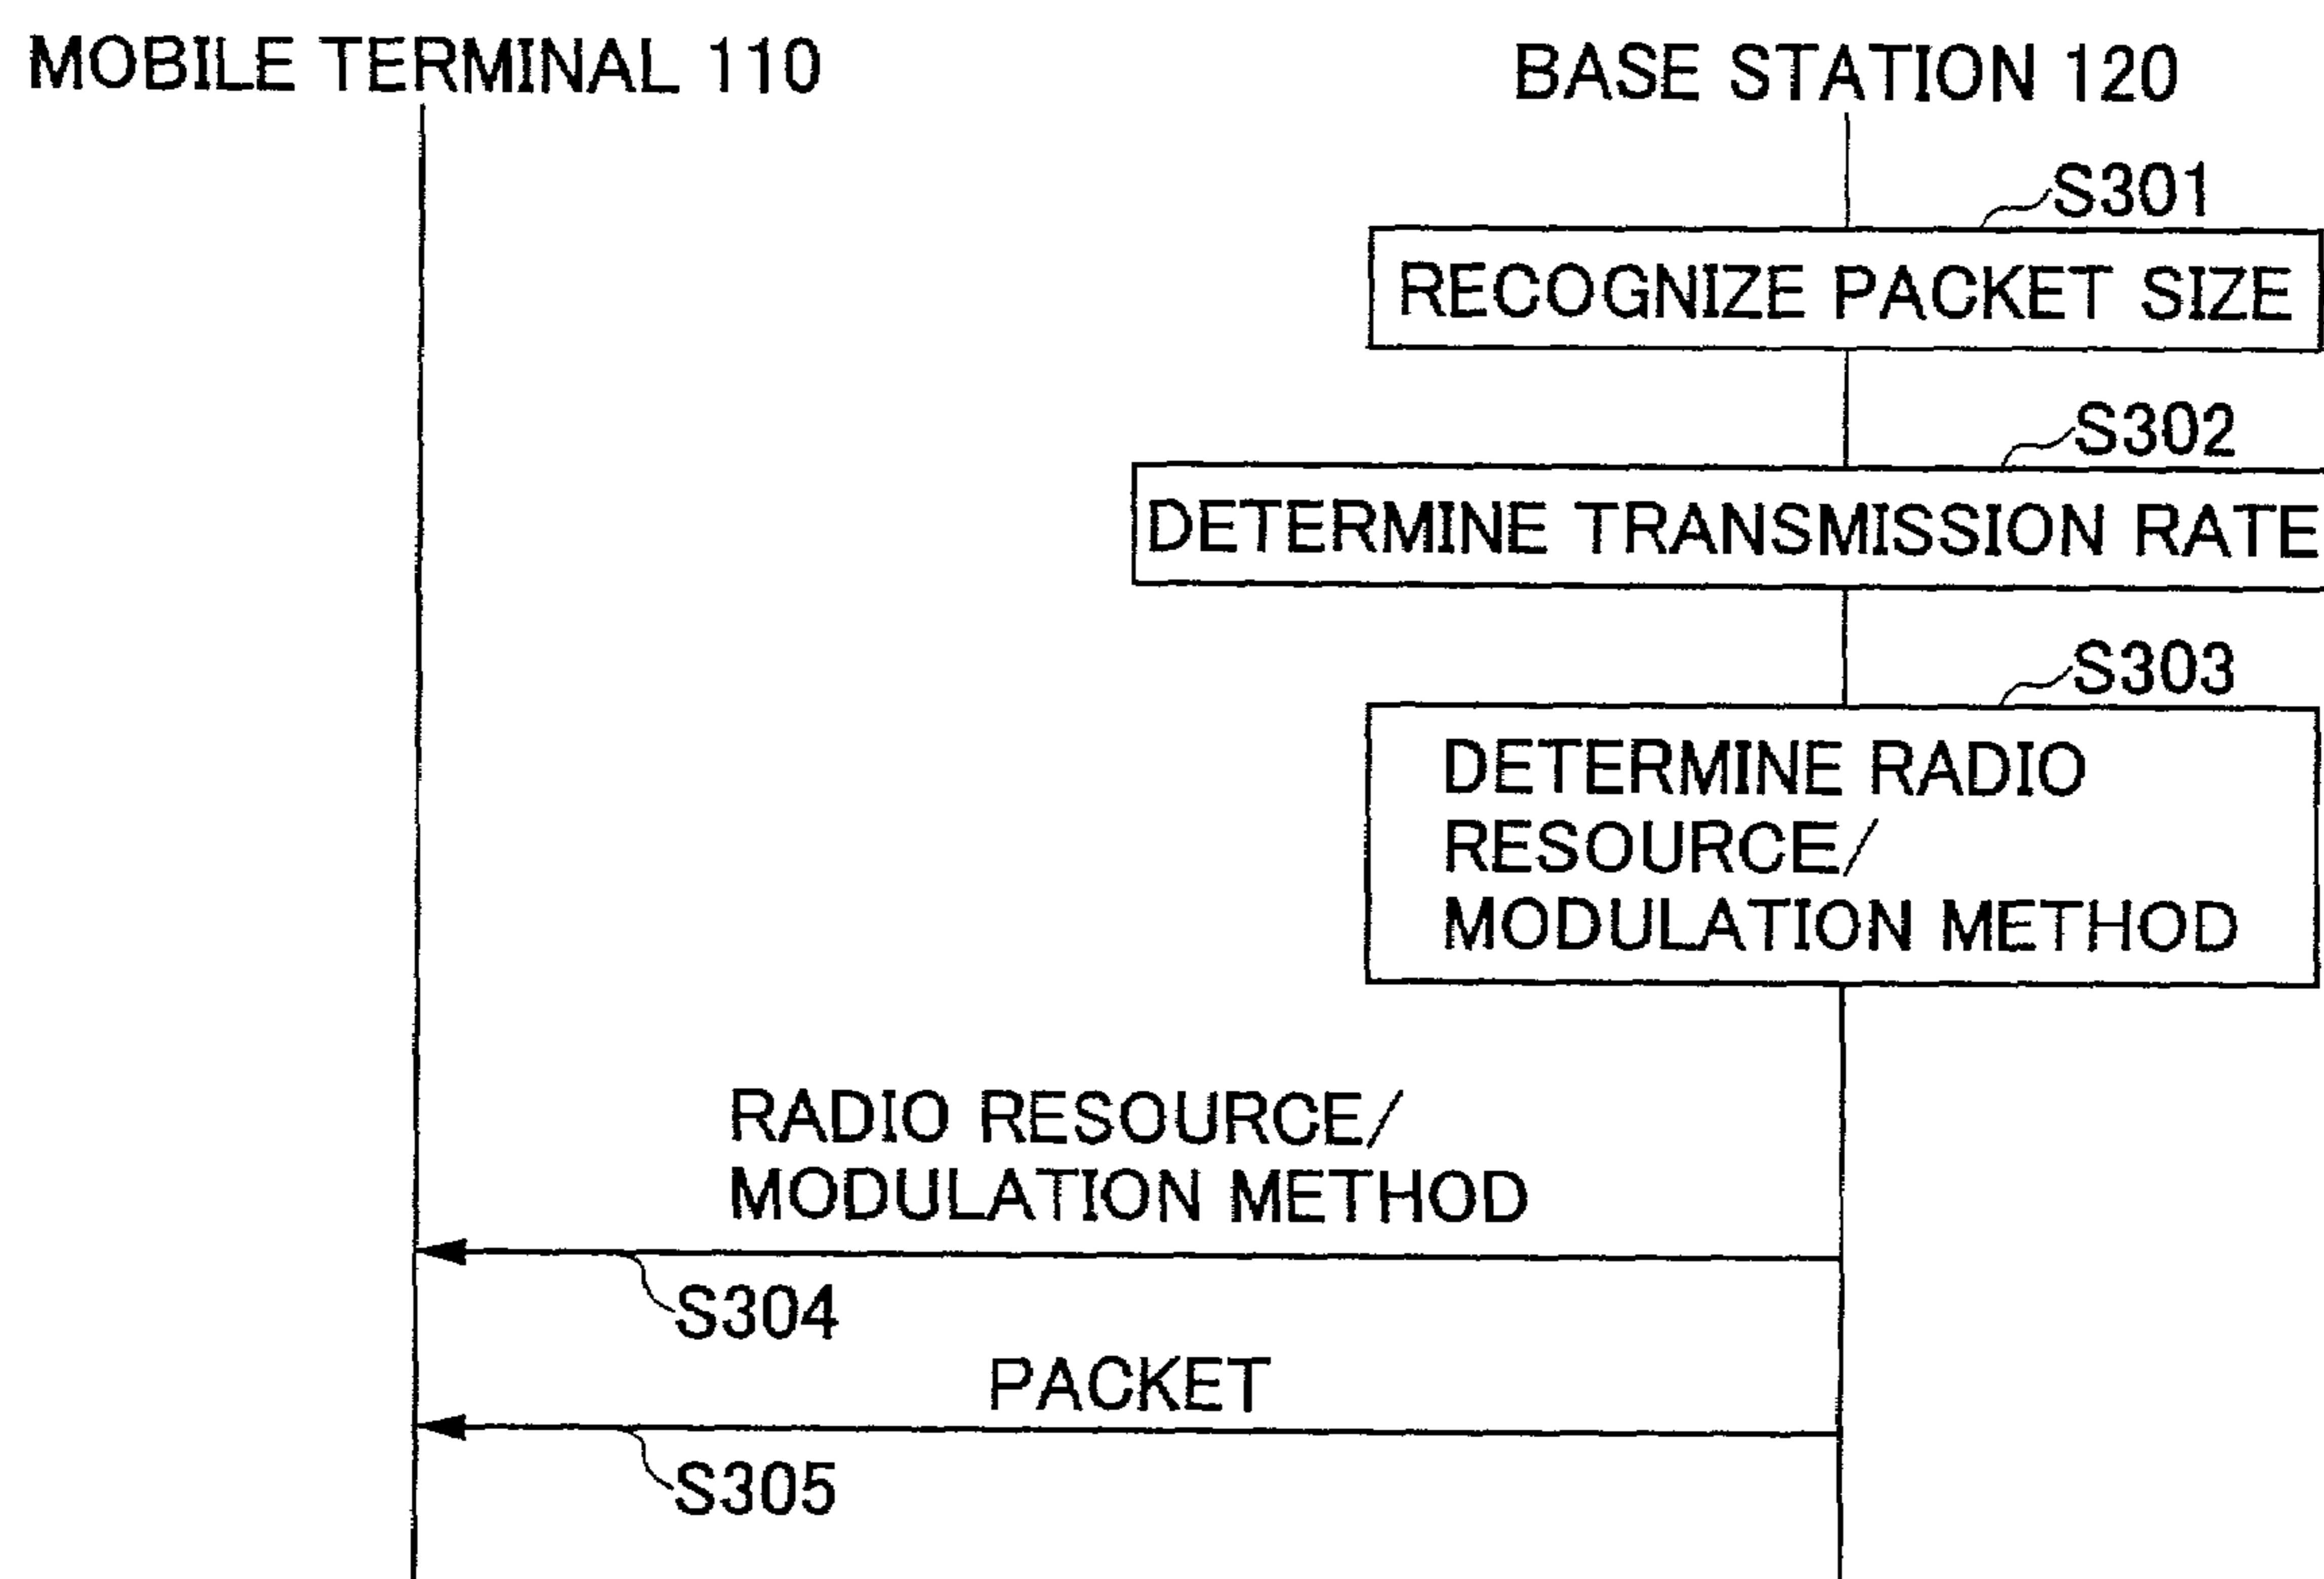 MOBILE TERMINAL 110
BASE STATION 120
S301
RECOGNIZE PACKET SIZE
S302
DETERMINE TRANSMISSION RATE
S303
DETERMINE RADIO
RESOURCE/
MODULATION METHOD
RADIO RESOURCE/
MODULATION METHOD
S304
PACKET
S305